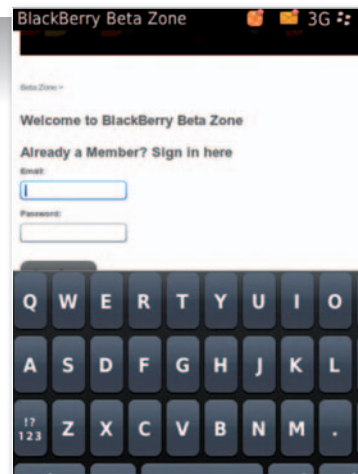 BlackBerry Beta Zone 3G
Beta Zone >
Welcome to BlackBerry Beta Zone
Already a Member? Sign in here
Email:
Password:
Q W E R T Y U I O
A S D F G H J K L
!?
123 Z X C V B N M .